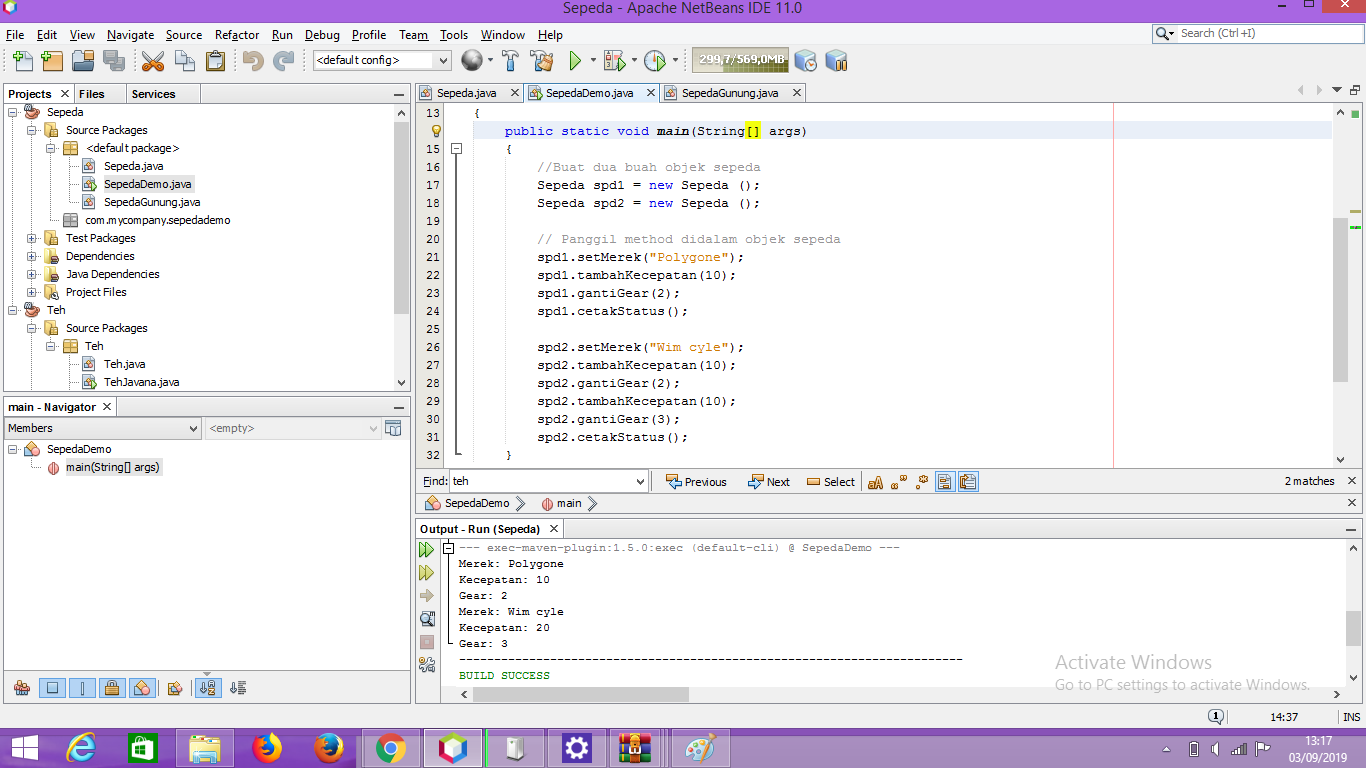 Sepeda - Apache NetBeans IDE 11.0
File Edit View Navigate Source Refactor Run Debug Profile Team Tools Window Help
Search (Ctrl+I)
<default config>
299,7/569,0MB
Projects Files Services
Sepeda
Source Packages
<default package>
Sepeda.java
SepedaDemo.java
SepedaGunung.java
com.mycompany.sepedademo
Test Packages
Dependencies
Java Dependencies
Project Files
Teh
Source Packages
Teh
Teh.java
TehJavana.java
main - Navigator
Members
<empty>
SepedaDemo
main(String[] args)
Sepeda.java SepedaDemo.java SepedaGunung.java
13 {
public static void main(String[] args)
15 {
16 //Buat dua buah objek sepeda
17 Sepeda spd1 = new Sepeda ();
18 Sepeda spd2 = new Sepeda ();
19
20 // Panggil method didalam objek sepeda
21 spd1.setMerek("Polygone");
22 spd1.tambahKecepatan(10);
23 spd1.gantiGear(2);
24 spd1.cetakStatus();
25
26 spd2.setMerek("Wim cyle");
27 spd2.tambahKecepatan(10);
28 spd2.gantiGear(2);
29 spd2.tambahKecepatan(10);
30 spd2.gantiGear(3);
31 spd2.cetakStatus();
32 }
Find: teh Previous Next Select aA 2 matches
SepedaDemo main
Output - Run (Sepeda)
--- exec-maven-plugin:1.5.0:exec (default-cli) @ SepedaDemo ---
Merek: Polygone
Kecepatan: 10
Gear: 2
Merek: Wim cyle
Kecepatan: 20
Gear: 3
------------------------------------------------------------------------
BUILD SUCCESS
Activate Windows
Go to PC settings to activate Windows.
14:37 INS
13:17
03/09/2019